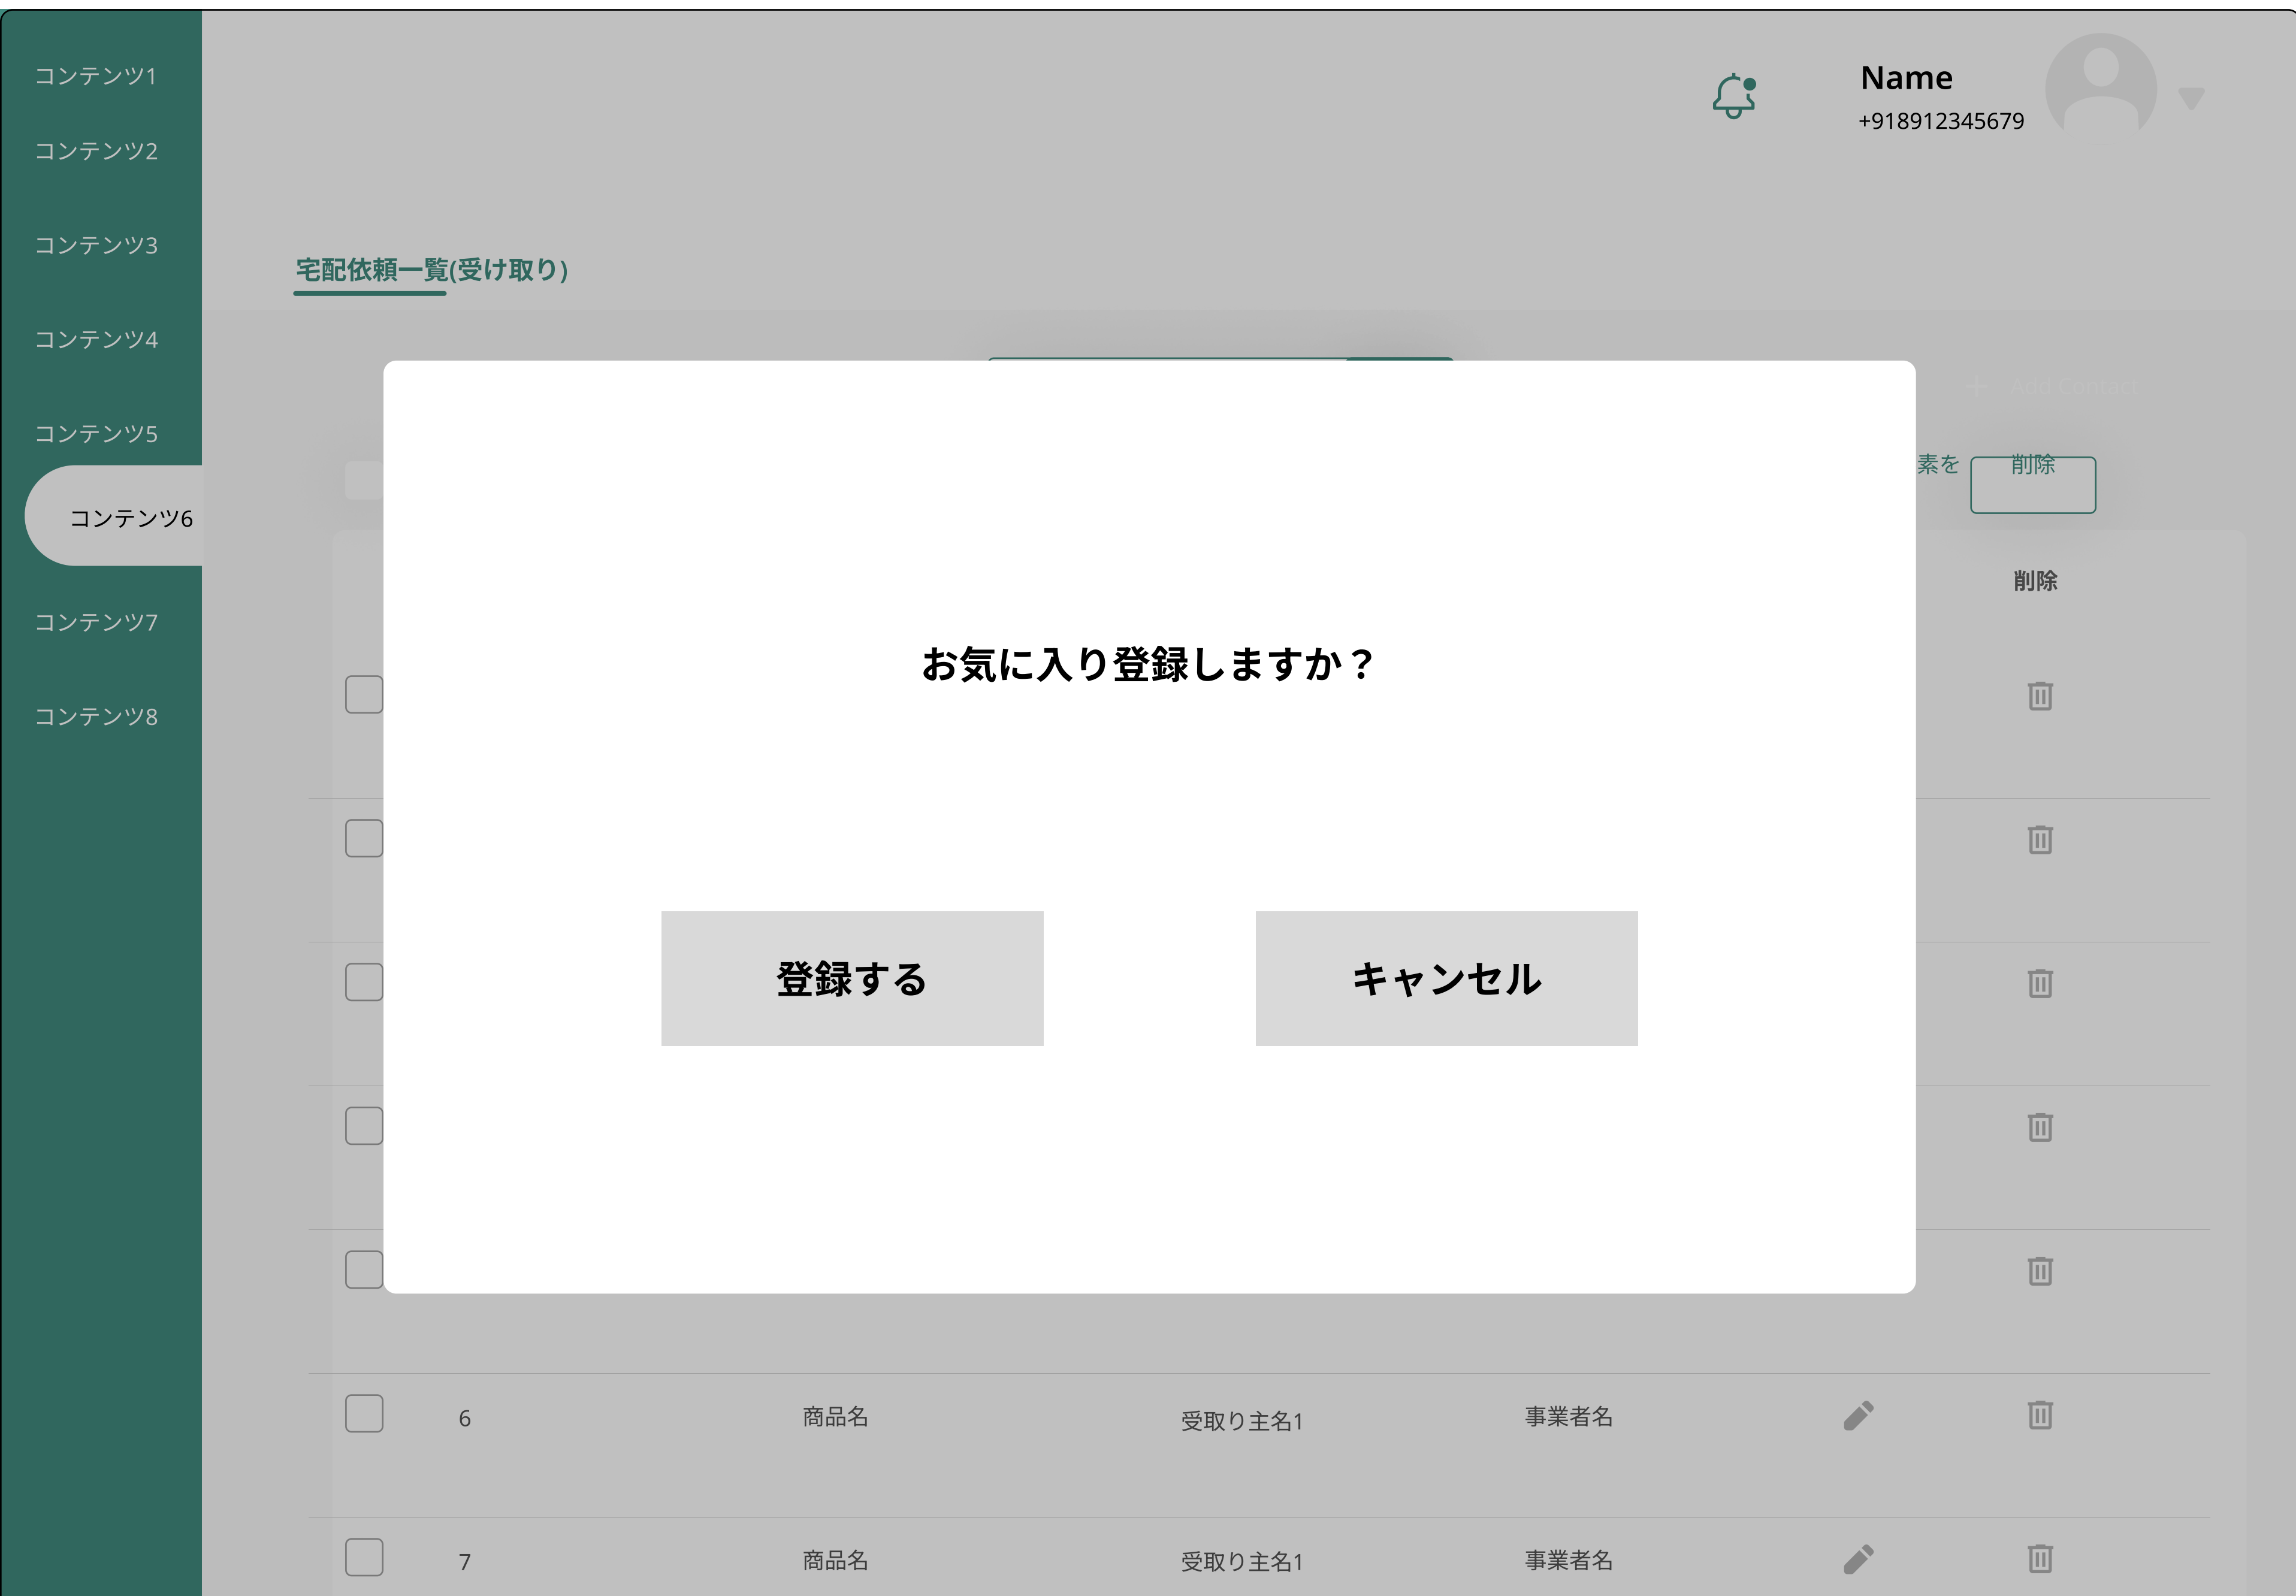 コンテンツ1
コンテンツ2
コンテンツ3
コンテンツ4
コンテンツ5
コンテンツ6
コンテンツ7
コンテンツ8
Name
+918912345679
宅配依頼一覧(受け取り)
Add Contact
素を
削除
削除
お気に入り登録しますか？
登録する
キャンセル
6 商品名 受取り主名1 事業者名
7 商品名 受取り主名1 事業者名